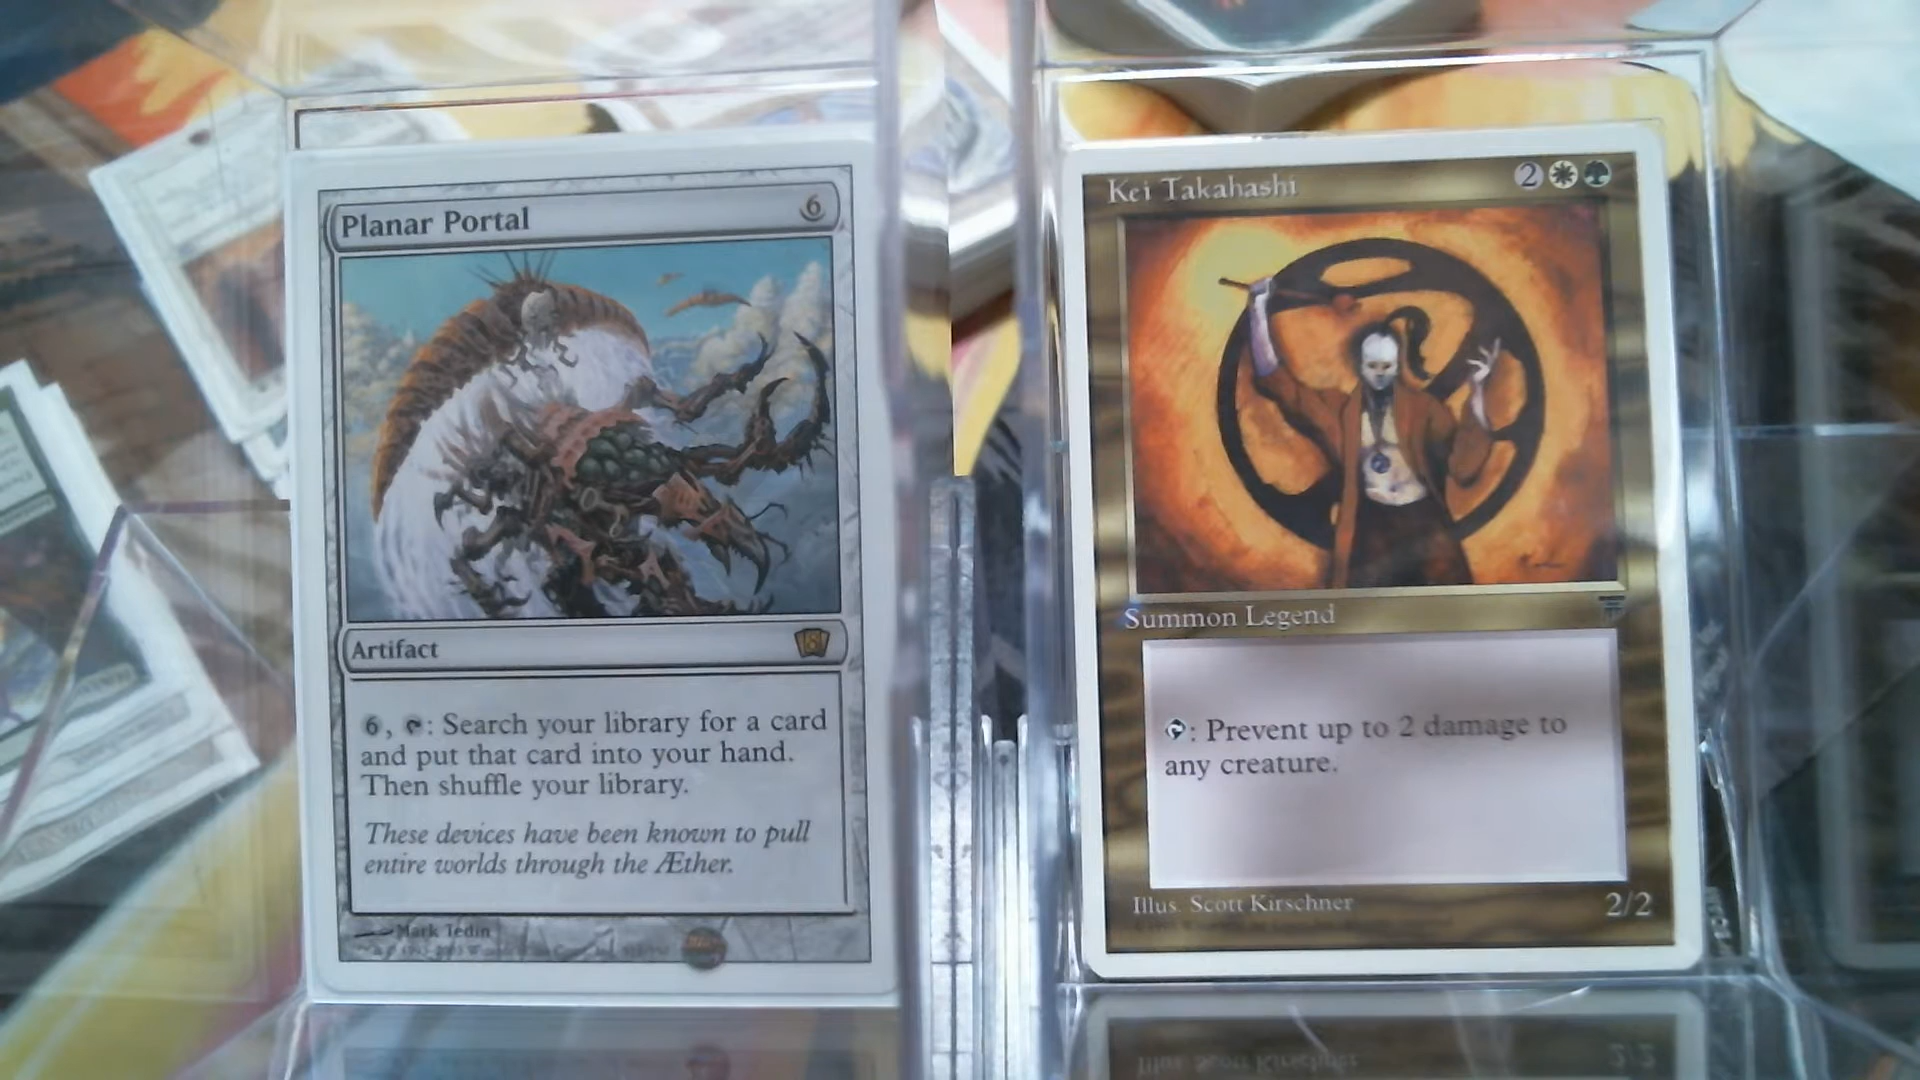 Planar Portal
6
Artifact
8
6, : Search your library for a card
and put that card into your hand.
Then shuffle your library.
These devices have been known to pull
entire worlds through the Æther.
Mark Tedin
Kei Takahashi
2
Summon Legend
: Prevent up to 2 damage to
any creature.
Illus. Scott Kirschner
2/2